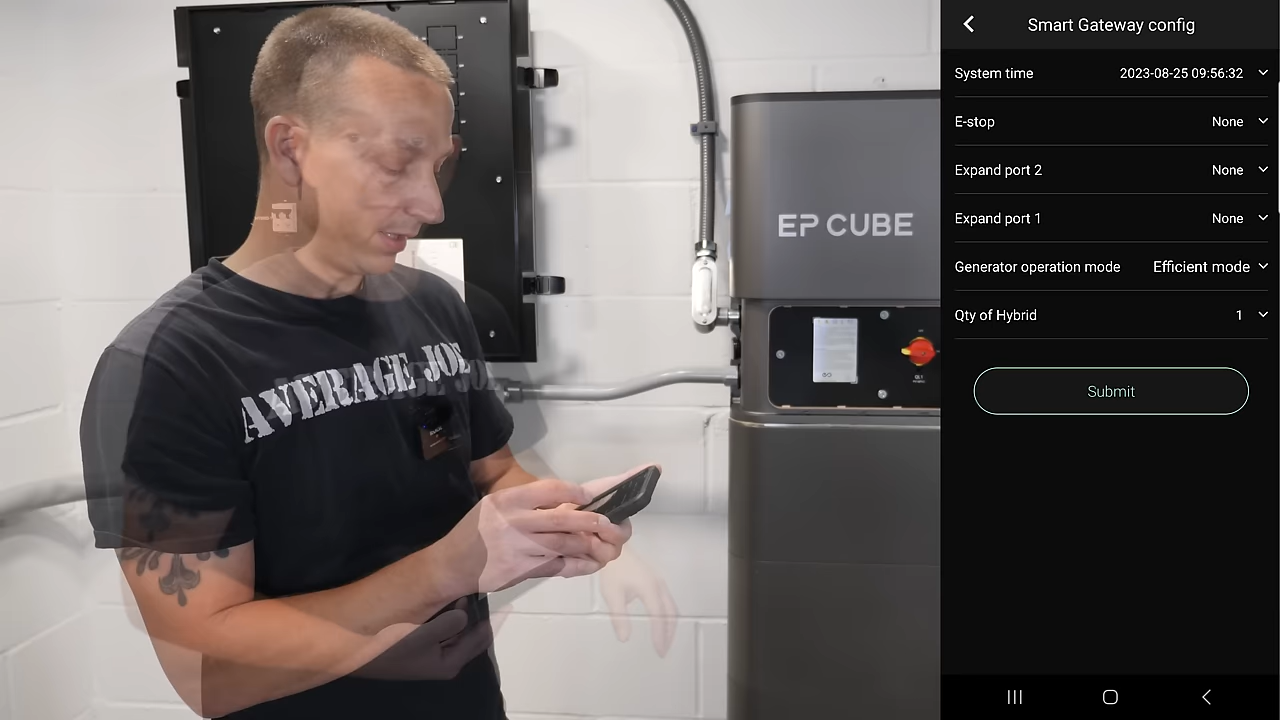 AVERAGE JOE
EP CUBE
Smart Gateway config
System time 2023-08-25 09:56:32
E-stop None
Expand port 2 None
Expand port 1 None
Generator operation mode Efficient mode
Qty of Hybrid 1
Submit